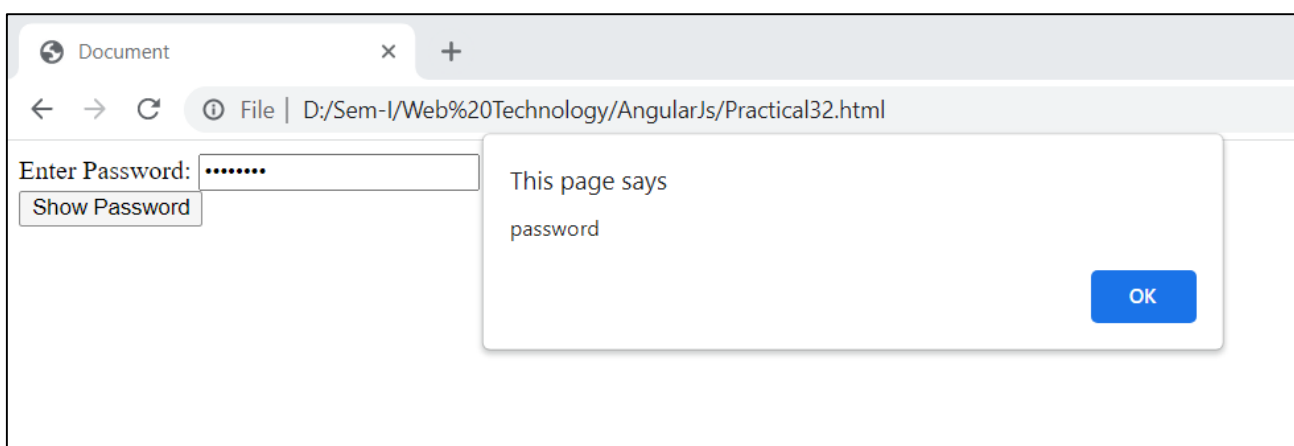 Document
File | D:/Sem-I/Web%20Technology/AngularJs/Practical32.html
Enter Password: ••••••••
Show Password
This page says
password
OK